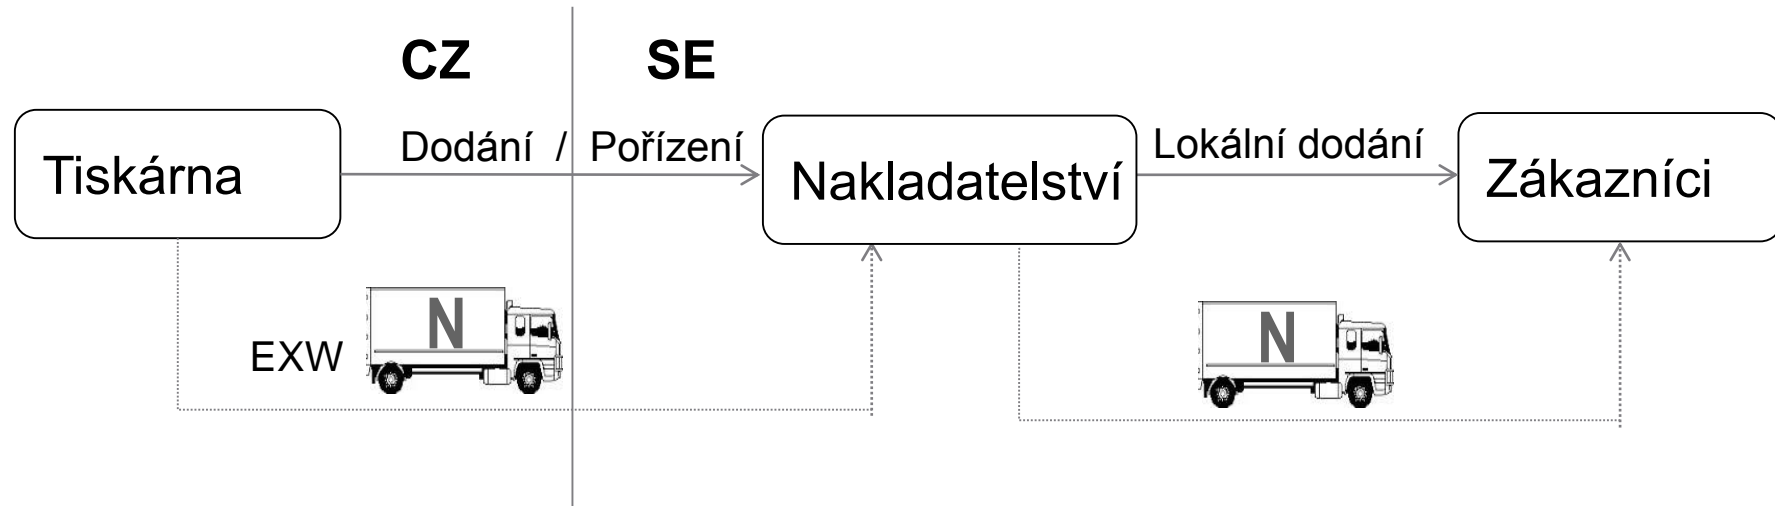 CZ SE
Dodání / Pořízení
Lokální dodání
Tiskárna
Nakladatelství
Zákazníci
EXW
N
N